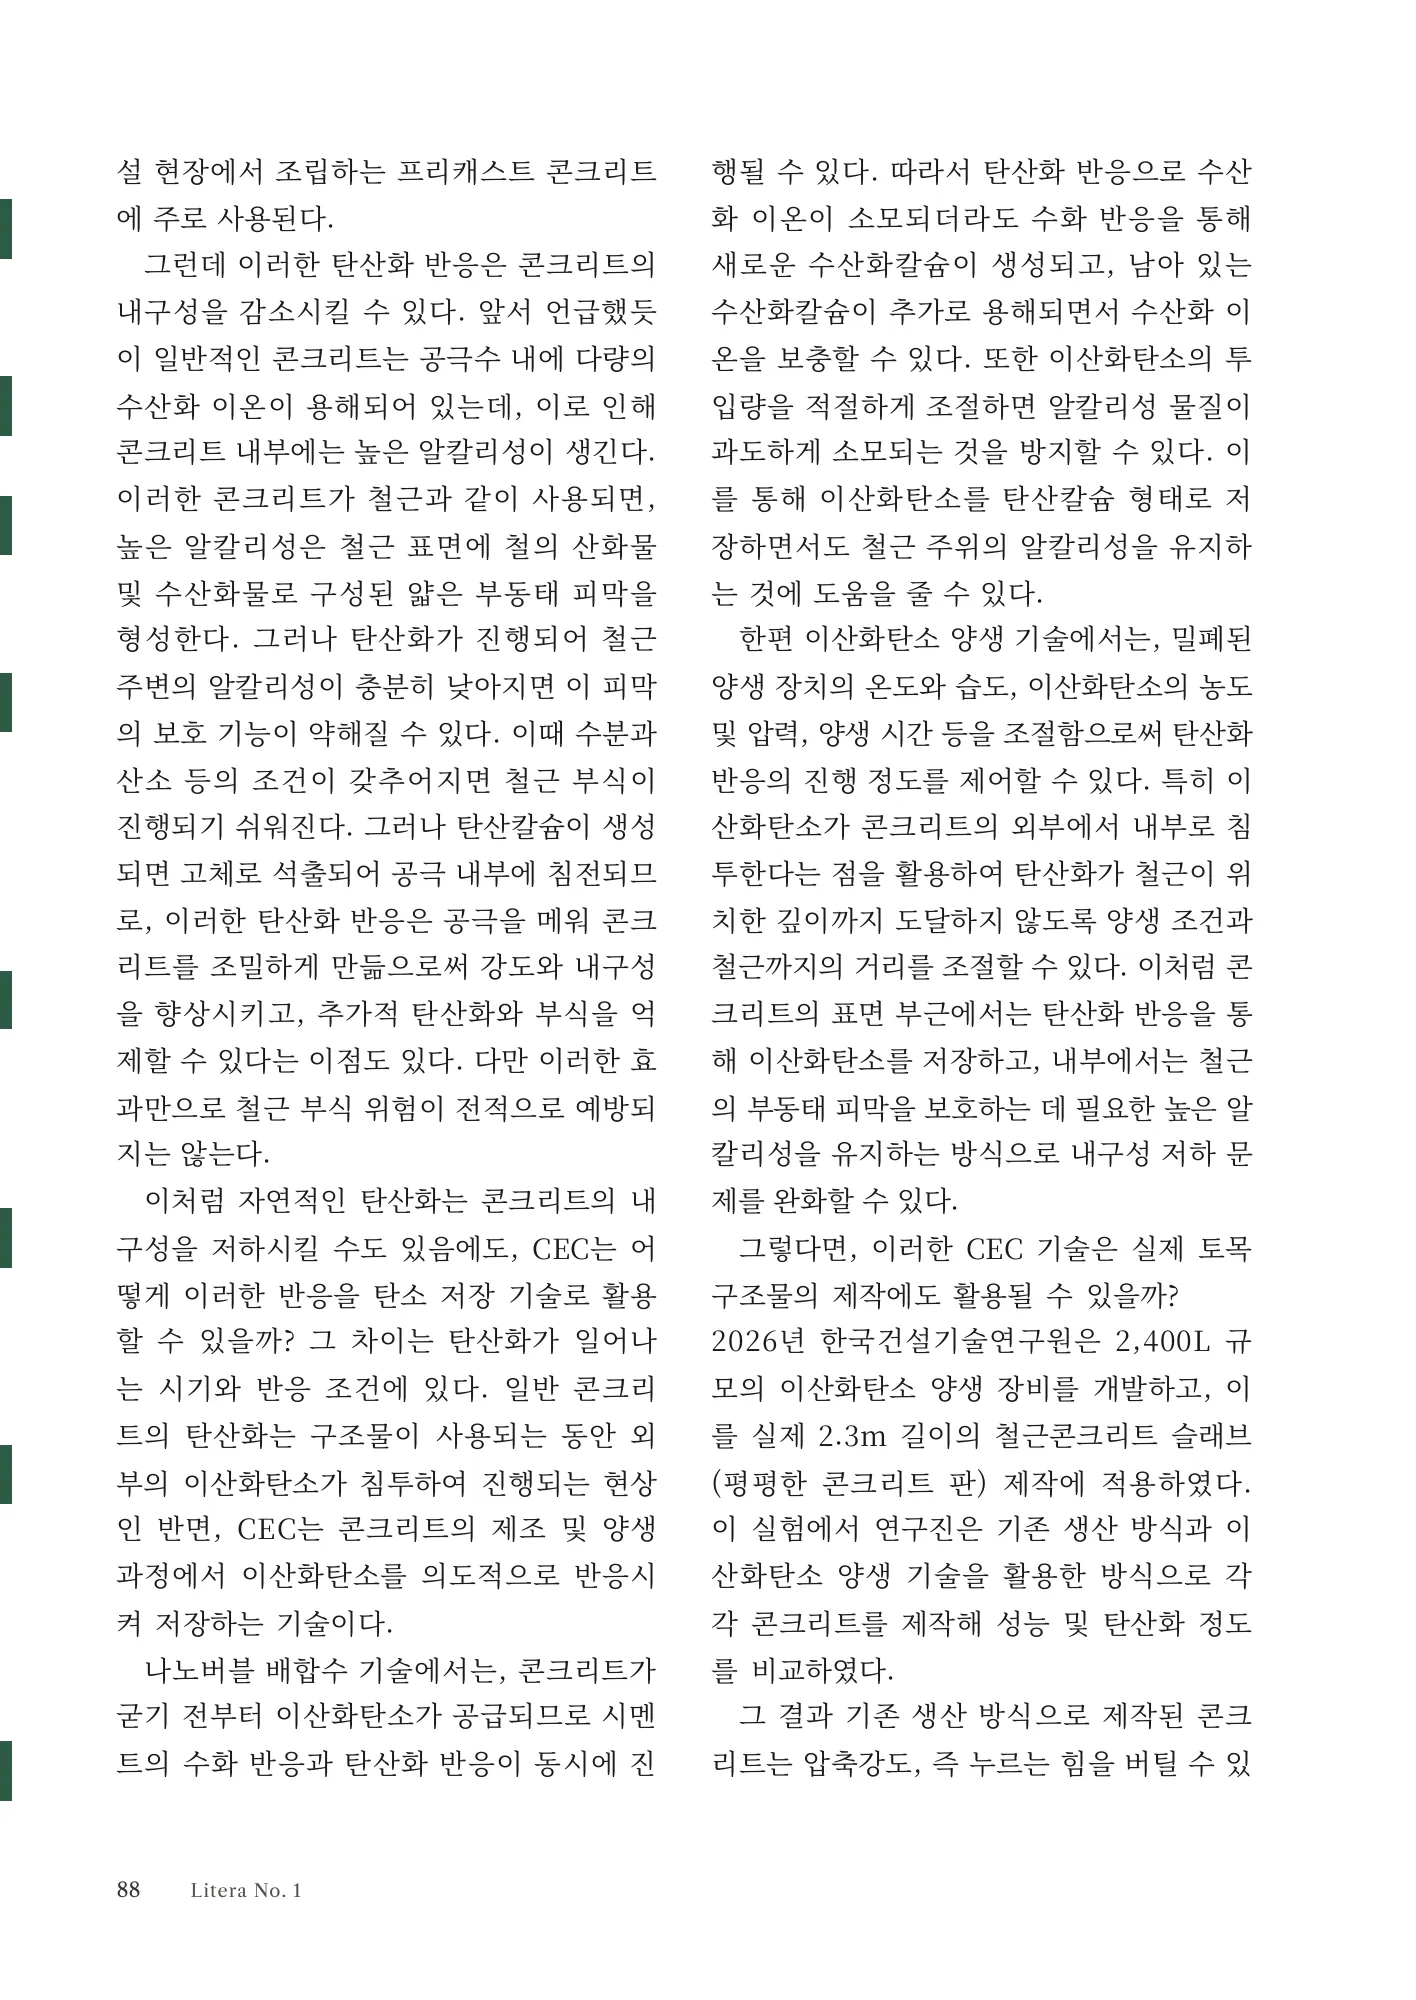 설 현장에서 조립하는 프리캐스트 콘크리트
에 주로 사용된다.
그런데 이러한 탄산화 반응은 콘크리트의
내구성을 감소시킬 수 있다. 앞서 언급했듯
이 일반적인 콘크리트는 공극수 내에 다량의
수산화 이온이 용해되어 있는데, 이로 인해
콘크리트 내부에는 높은 알칼리성이 생긴다.
이러한 콘크리트가 철근과 같이 사용되면,
높은 알칼리성은 철근 표면에 철의 산화물
및 수산화물로 구성된 얇은 부동태 피막을
형성한다. 그러나 탄산화가 진행되어 철근
주변의 알칼리성이 충분히 낮아지면 이 피막
의 보호 기능이 약해질 수 있다. 이때 수분과
산소 등의 조건이 갖추어지면 철근 부식이
진행되기 쉬워진다. 그러나 탄산칼슘이 생성
되면 고체로 석출되어 공극 내부에 침전되므
로, 이러한 탄산화 반응은 공극을 메워 콘크
리트를 조밀하게 만듦으로써 강도와 내구성
을 향상시키고, 추가적 탄산화와 부식을 억
제할 수 있다는 이점도 있다. 다만 이러한 효
과만으로 철근 부식 위험이 전적으로 예방되
지는 않는다.
이처럼 자연적인 탄산화는 콘크리트의 내
구성을 저하시킬 수도 있음에도, CEC는 어
떻게 이러한 반응을 탄소 저장 기술로 활용
할 수 있을까? 그 차이는 탄산화가 일어나
는 시기와 반응 조건에 있다. 일반 콘크리
트의 탄산화는 구조물이 사용되는 동안 외
부의 이산화탄소가 침투하여 진행되는 현상
인 반면, CEC는 콘크리트의 제조 및 양생
과정에서 이산화탄소를 의도적으로 반응시
켜 저장하는 기술이다.
나노버블 배합수 기술에서는, 콘크리트가
굳기 전부터 이산화탄소가 공급되므로 시멘
트의 수화 반응과 탄산화 반응이 동시에 진
행될 수 있다. 따라서 탄산화 반응으로 수산
화 이온이 소모되더라도 수화 반응을 통해
새로운 수산화칼슘이 생성되고, 남아 있는
수산화칼슘이 추가로 용해되면서 수산화 이
온을 보충할 수 있다. 또한 이산화탄소의 투
입량을 적절하게 조절하면 알칼리성 물질이
과도하게 소모되는 것을 방지할 수 있다. 이
를 통해 이산화탄소를 탄산칼슘 형태로 저
장하면서도 철근 주위의 알칼리성을 유지하
는 것에 도움을 줄 수 있다.
한편 이산화탄소 양생 기술에서는, 밀폐된
양생 장치의 온도와 습도, 이산화탄소의 농도
및 압력, 양생 시간 등을 조절함으로써 탄산화
반응의 진행 정도를 제어할 수 있다. 특히 이
산화탄소가 콘크리트의 외부에서 내부로 침
투한다는 점을 활용하여 탄산화가 철근이 위
치한 깊이까지 도달하지 않도록 양생 조건과
철근까지의 거리를 조절할 수 있다. 이처럼 콘
크리트의 표면 부근에서는 탄산화 반응을 통
해 이산화탄소를 저장하고, 내부에서는 철근
의 부동태 피막을 보호하는 데 필요한 높은 알
칼리성을 유지하는 방식으로 내구성 저하 문
제를 완화할 수 있다.
그렇다면, 이러한 CEC 기술은 실제 토목
구조물의 제작에도 활용될 수 있을까?
2026년 한국건설기술연구원은 2,400L 규
모의 이산화탄소 양생 장비를 개발하고, 이
를 실제 2.3m 길이의 철근콘크리트 슬래브
(평평한 콘크리트 판) 제작에 적용하였다.
이 실험에서 연구진은 기존 생산 방식과 이
산화탄소 양생 기술을 활용한 방식으로 각
각 콘크리트를 제작해 성능 및 탄산화 정도
를 비교하였다.
그 결과 기존 생산 방식으로 제작된 콘크
리트는 압축강도, 즉 누르는 힘을 버틸 수 있
88 Litera No. 1